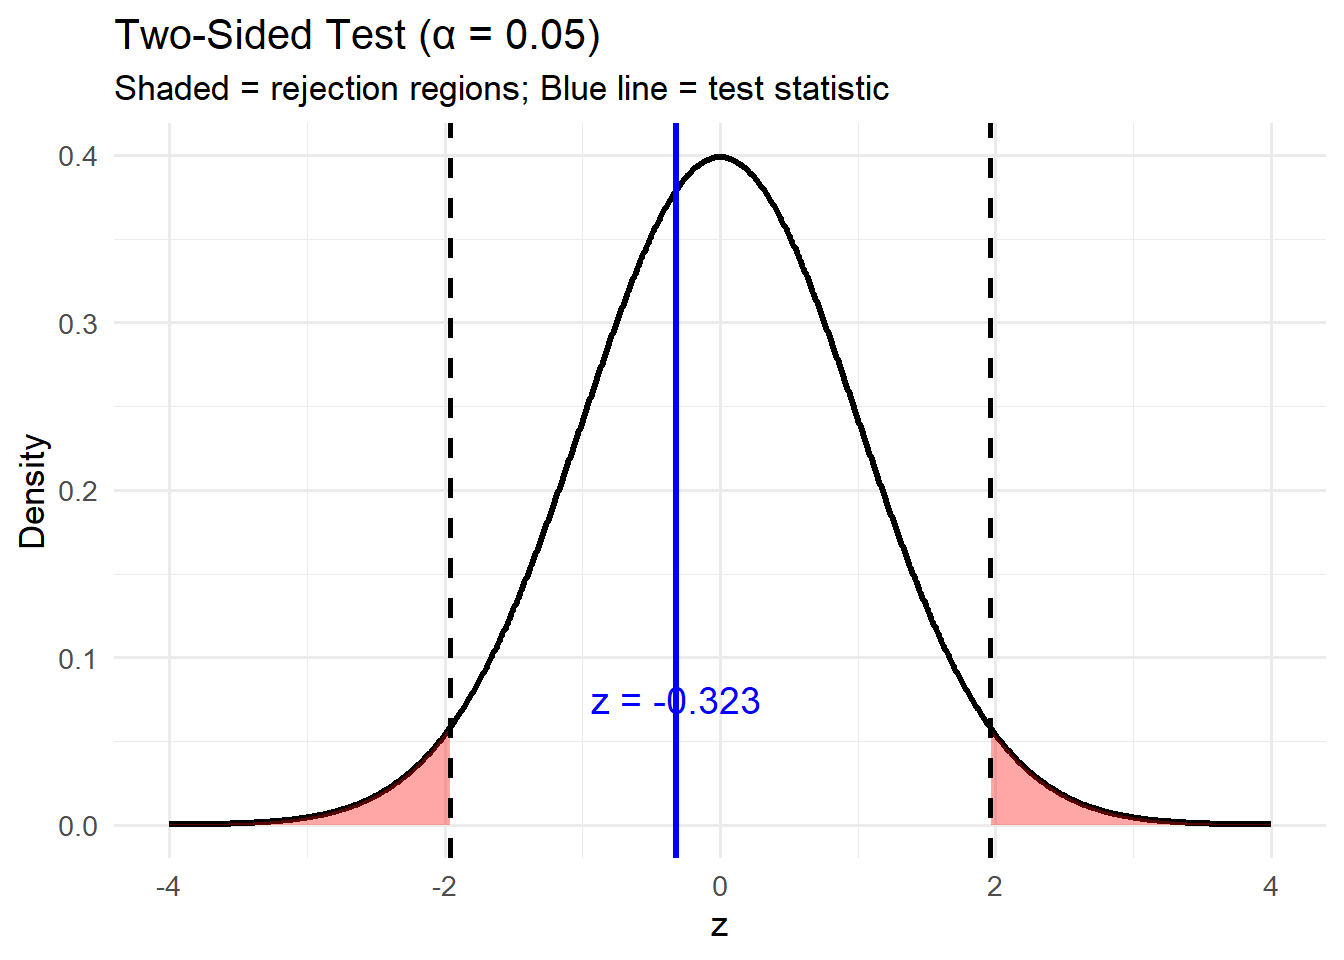 Two-Sided Test (α = 0.05)
Shaded = rejection regions; Blue line = test statistic
0.4
0.3
0.2
0.1
0.0
Density
z = -0.323
-4 -2 0 2 4
z